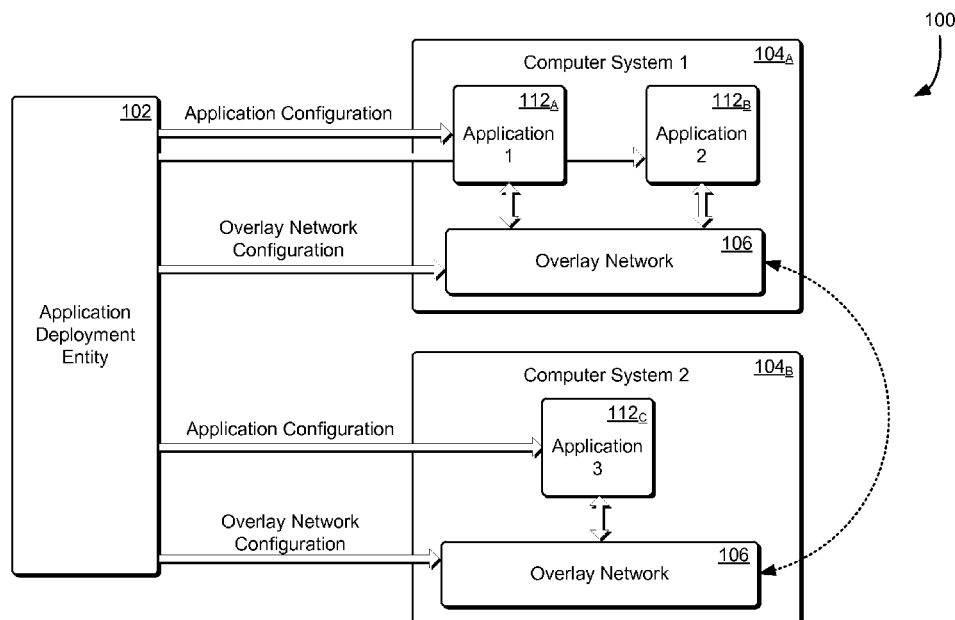 100
102
Application
Deployment
Entity
Application Configuration
Overlay Network
Configuration
Computer System 1
104A
112A
Application
1
112B
Application
2
106
Overlay Network
Application Configuration
Overlay Network
Configuration
Computer System 2
104B
112C
Application
3
106
Overlay Network